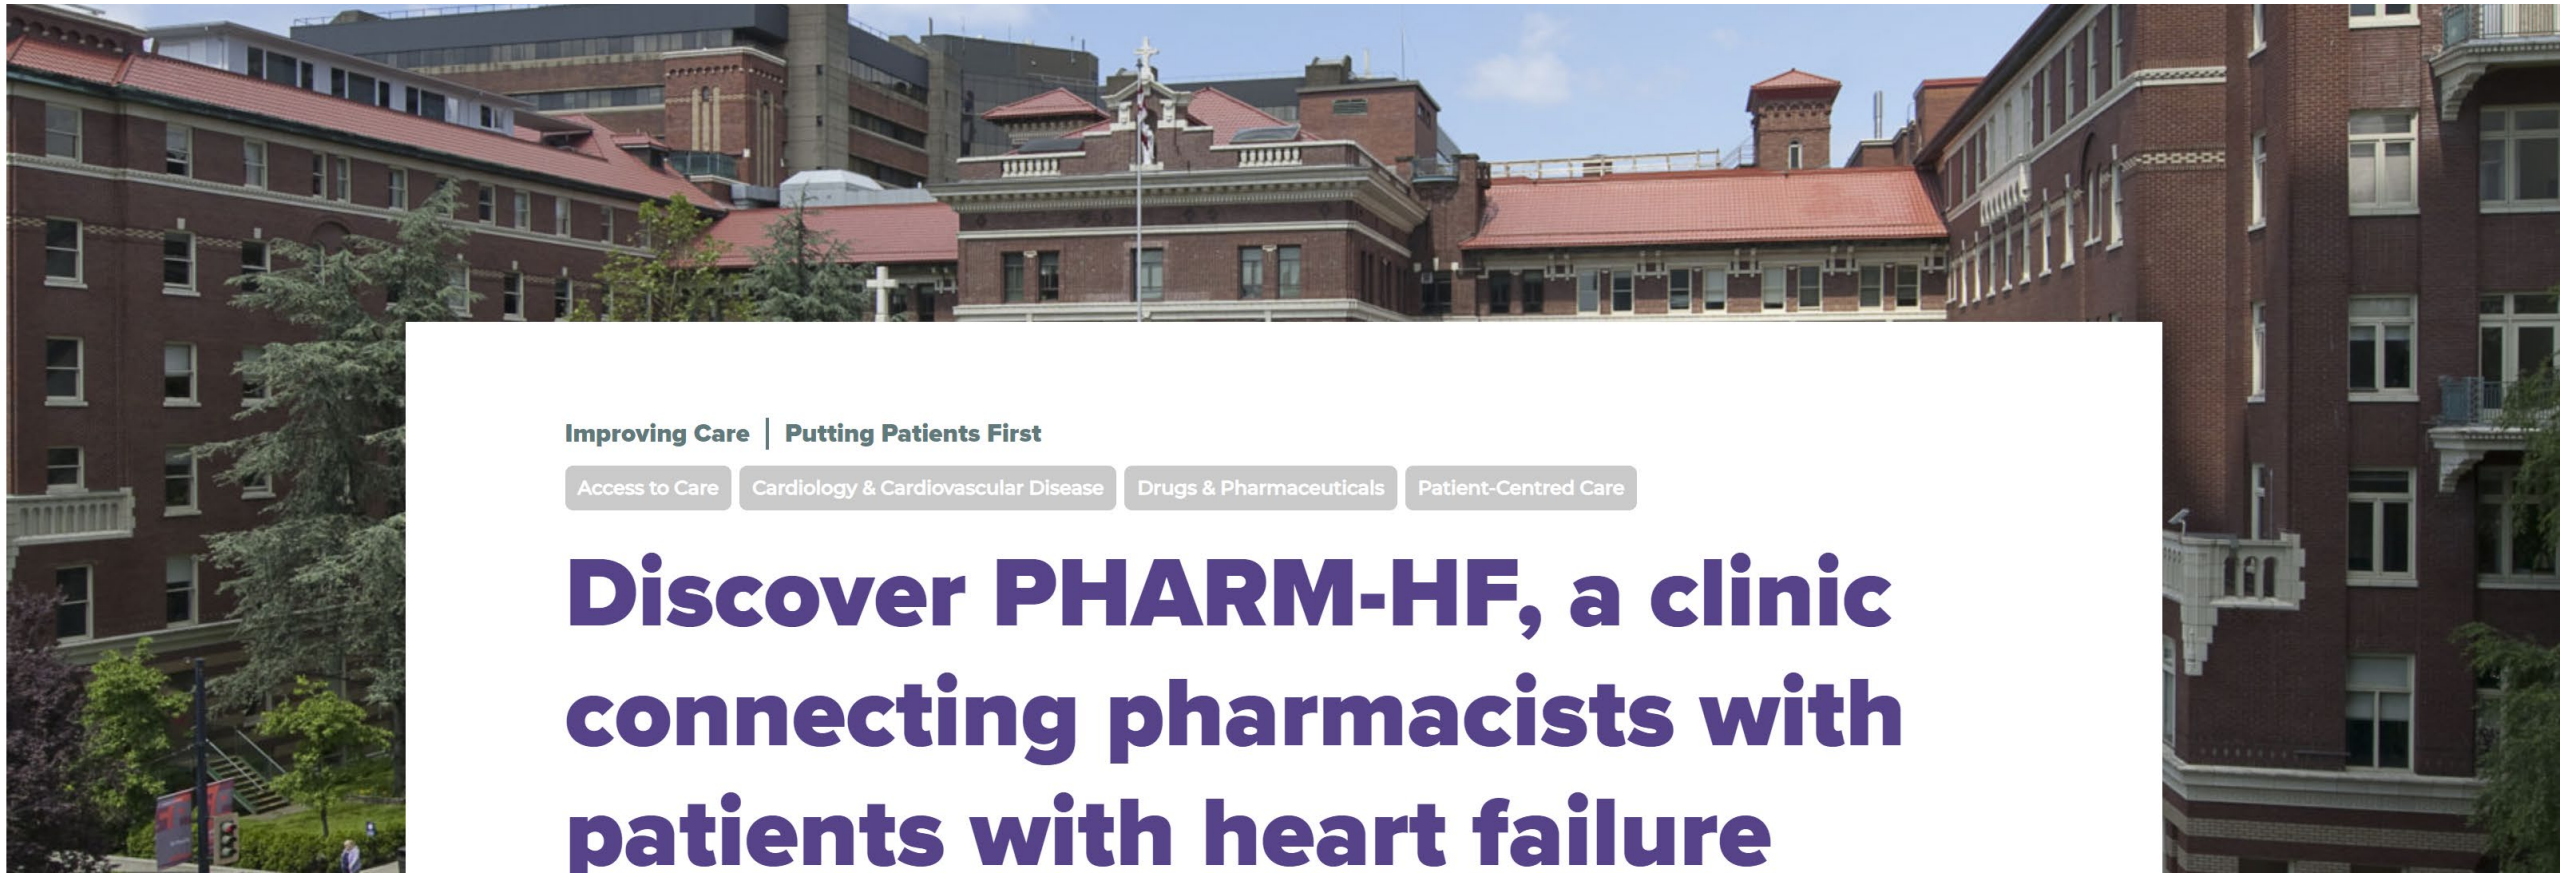 Improving Care | Putting Patients First
Access to Care Cardiology & Cardiovascular Disease Drugs & Pharmaceuticals Patient-Centred Care
Discover PHARM-HF, a clinic
connecting pharmacists with
patients with heart failure